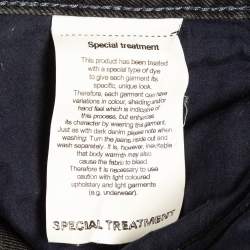 Special treatment
This product has been treated
with a special type of dye
to give each garment its
specific, unique look.
Therefore, each garment can have
variations in colour, shading and/or
hand feel which is indicative of
this process, but enhances
its character by wearing the garment.
Just as with dark denim please note when
washing: Turn the jeans inside out and
wash separately. It is, however, inevitable
that body warmth may also
cause the fabric to bleed.
Therefore it is necessary to use
caution with light coloured
upholstery and light garments
(e.g. underwear).
SPECIAL TREATMENT